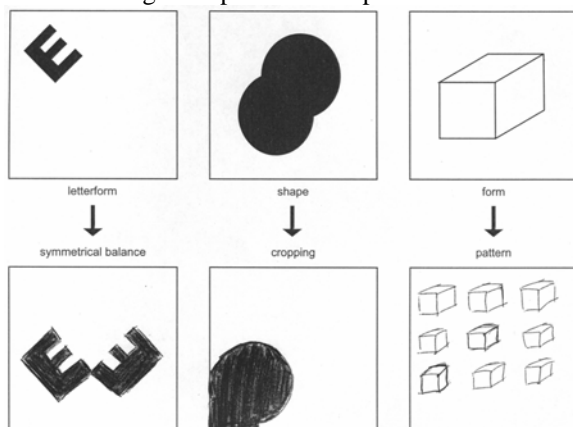 E
letterform shape form
symmetrical balance cropping pattern
E E